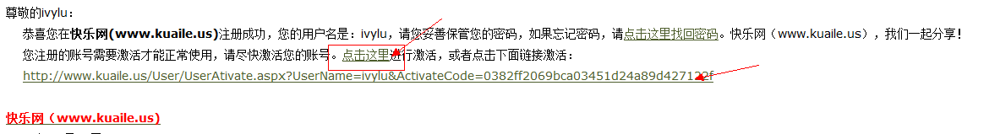 尊敬的ivylu：
恭喜您在快乐网(www.kuaile.us)注册成功，您的用户名是：ivylu，请您妥善保管您的密码，如果忘记密码，请点击这里找回密码。快乐网（www.kuaile.us），我们一起分享！
您注册的账号需要激活才能正常使用，请尽快激活您的账号。点击这里进行激活，或者点击下面链接激活：
http://www.kuaile.us/User/UserAtivate.aspx?UserName=ivylu&ActivateCode=0382ff2069bca03451d24a89d427122f
快乐网（www.kuaile.us)